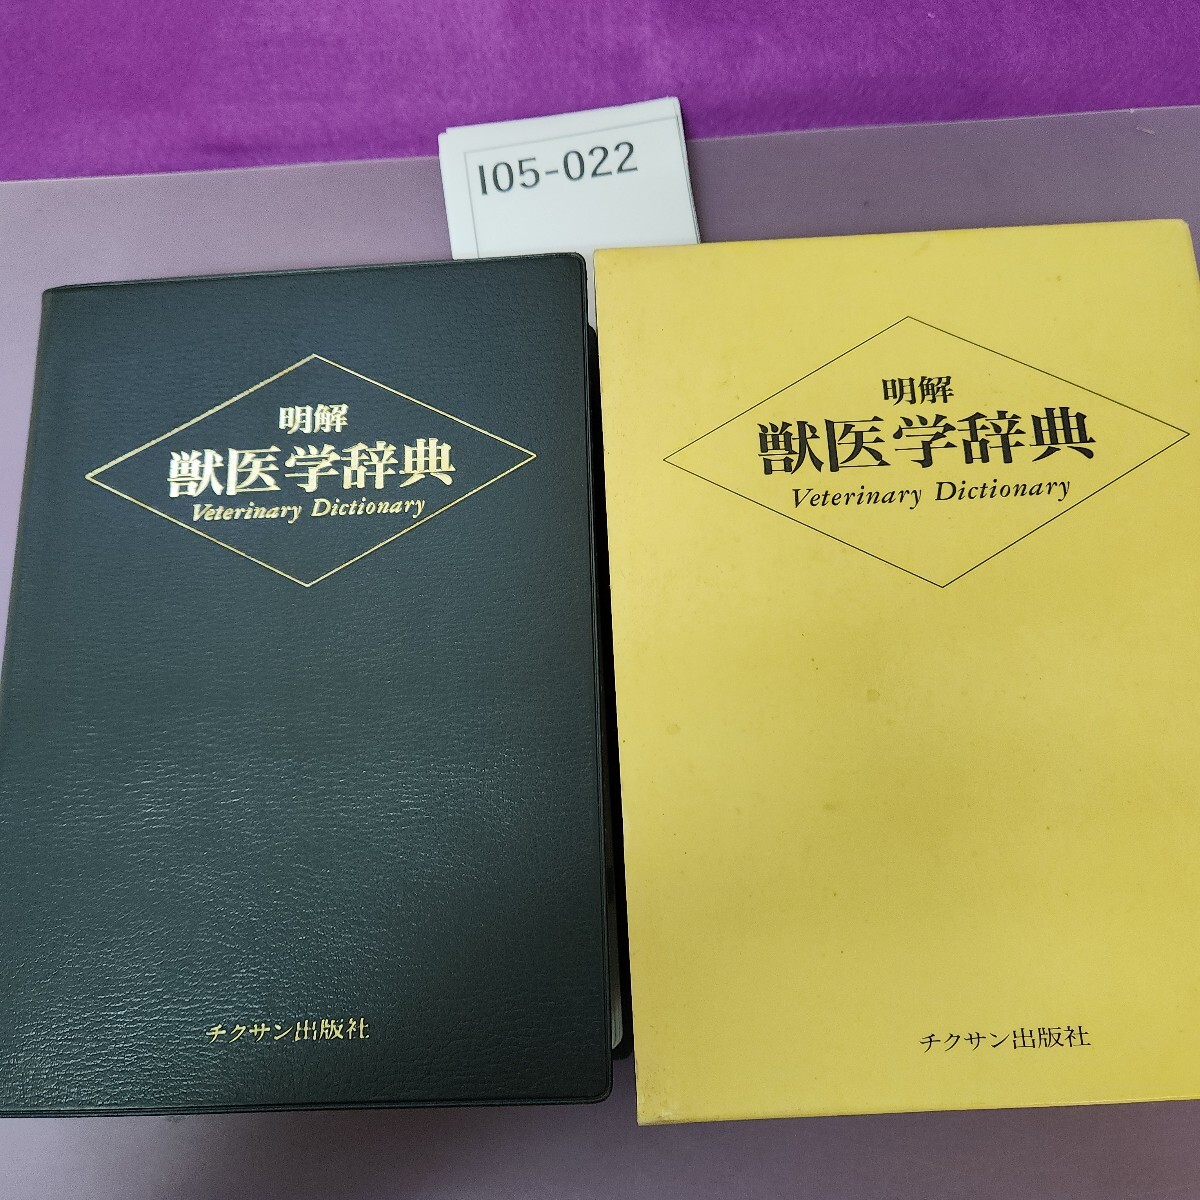 I05-022
明解
獣医学辞典
Veterinary Dictionary
チクサン出版社
明解
獣医学辞典
Veterinary Dictionary
チクサン出版社